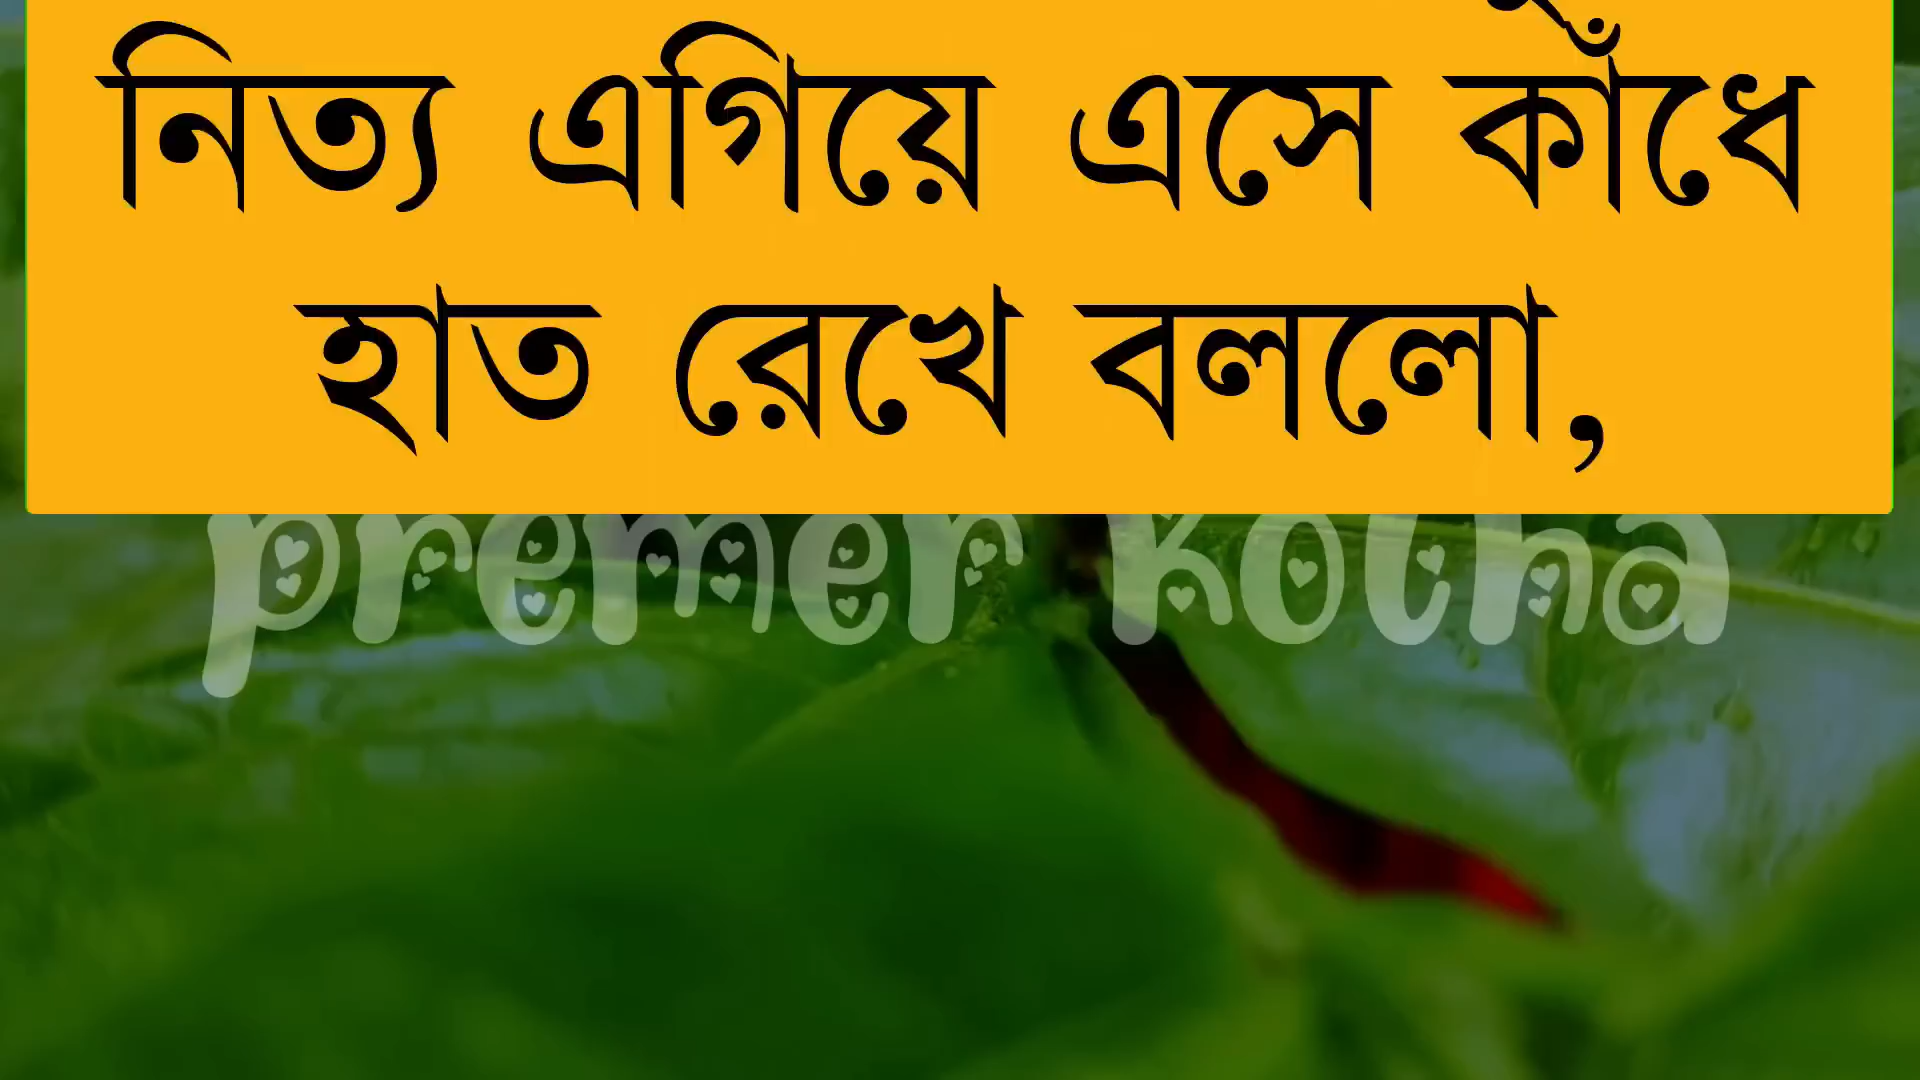 নিত্য এগিয়ে এসে কাঁধে
হাত রেখে বললো,
premer kotha